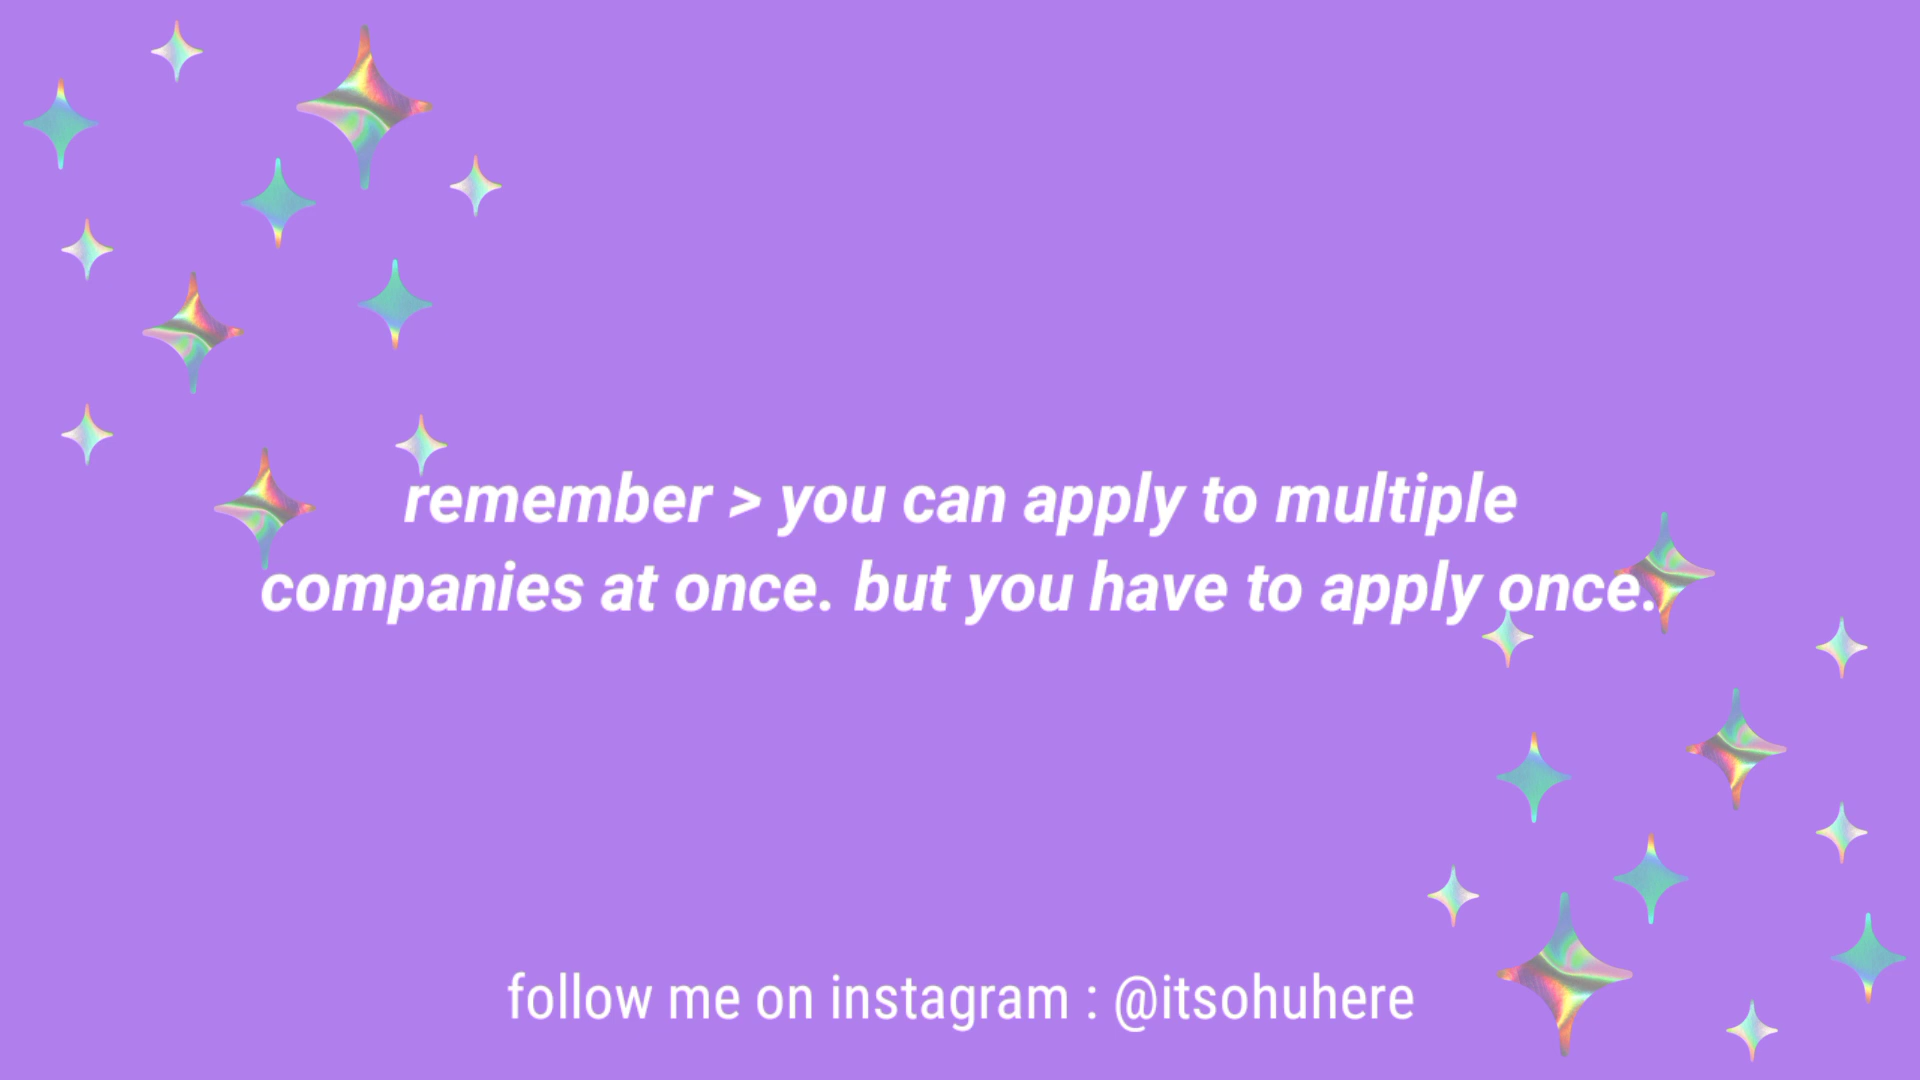 remember > you can apply to multiple
companies at once. but you have to apply once.
follow me on instagram : @itsohuhere